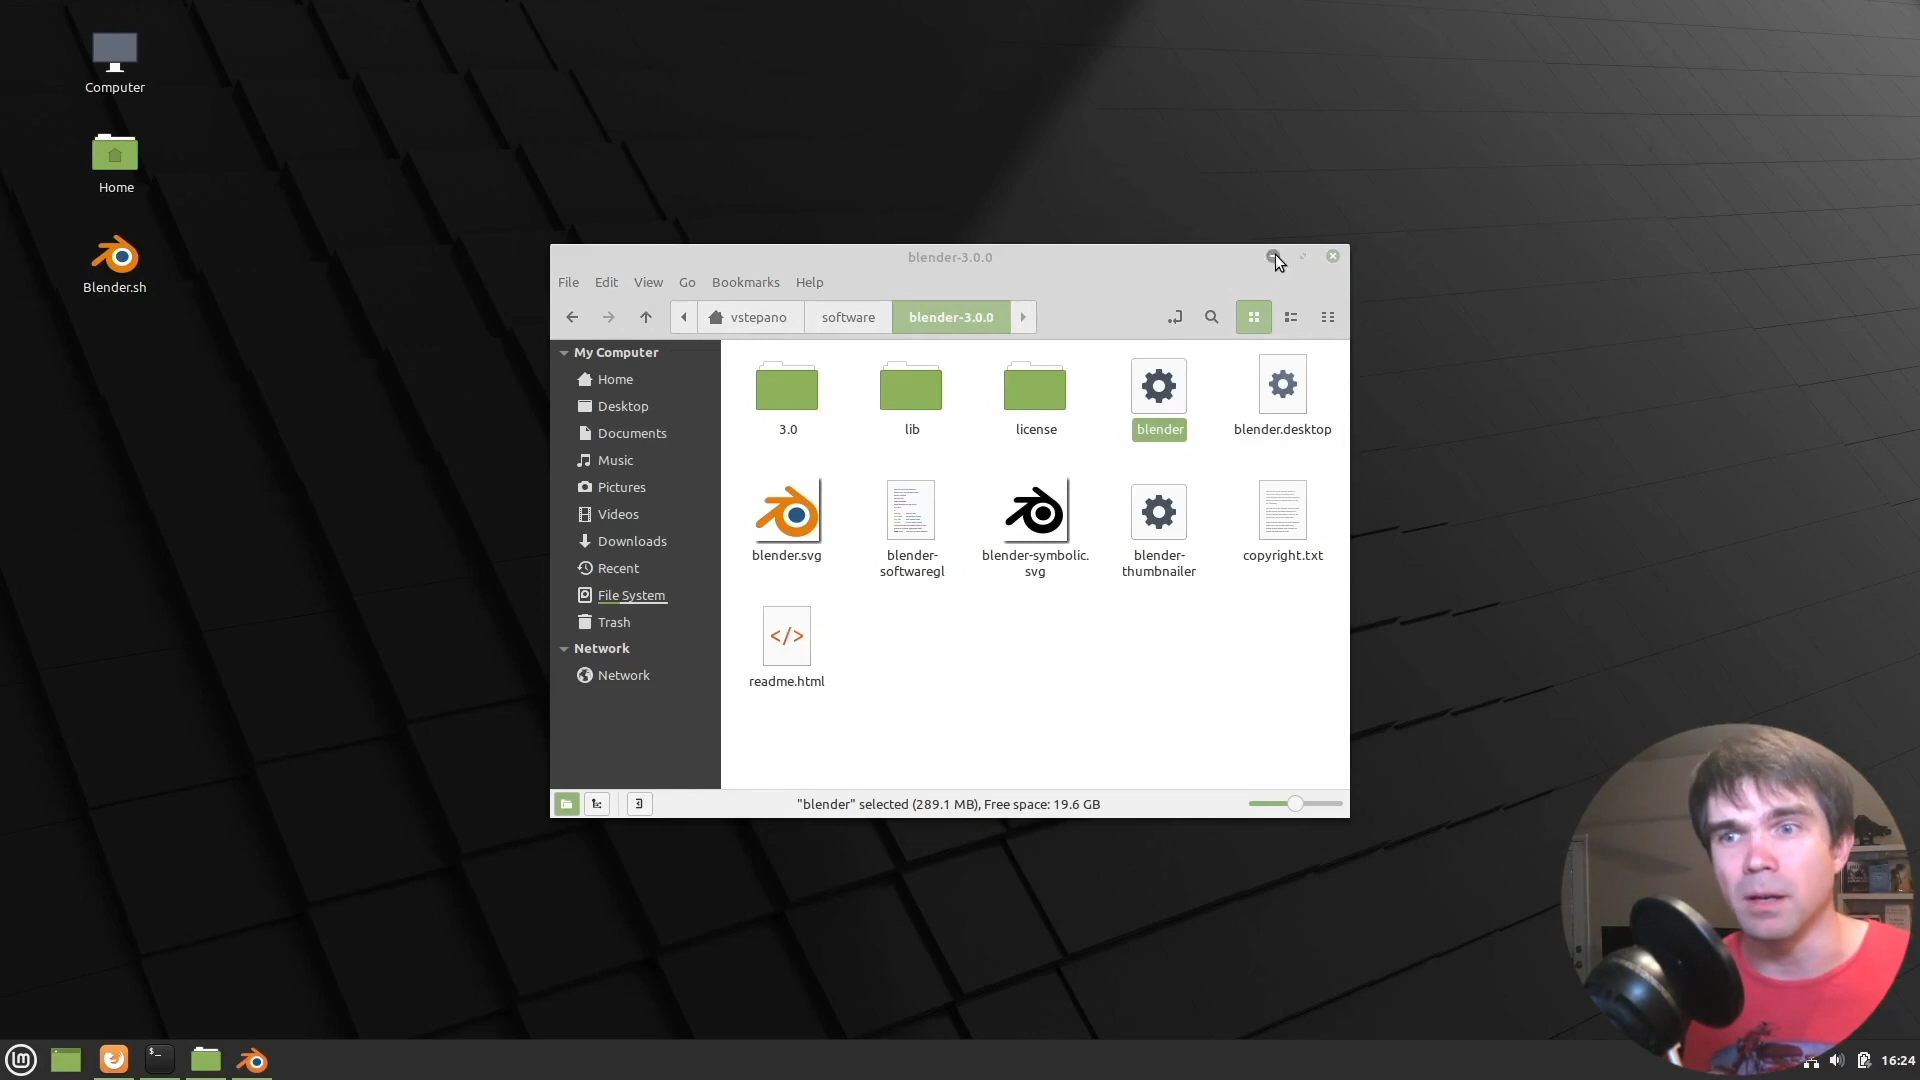 Computer
Home
Blender.sh
blender-3.0.0
File Edit View Go Bookmarks Help
vstepano software blender-3.0.0
My Computer
Home
Desktop
Documents
Music
Pictures
Videos
Downloads
Recent
File System
Trash
Network
Network
3.0 lib license blender blender.desktop
blender.svg blender-softwaregl blender-symbolic.svg blender-thumbnailer copyright.txt
</>
readme.html
"blender" selected (289.1 MB), Free space: 19.6 GB
lm
$_
16:24